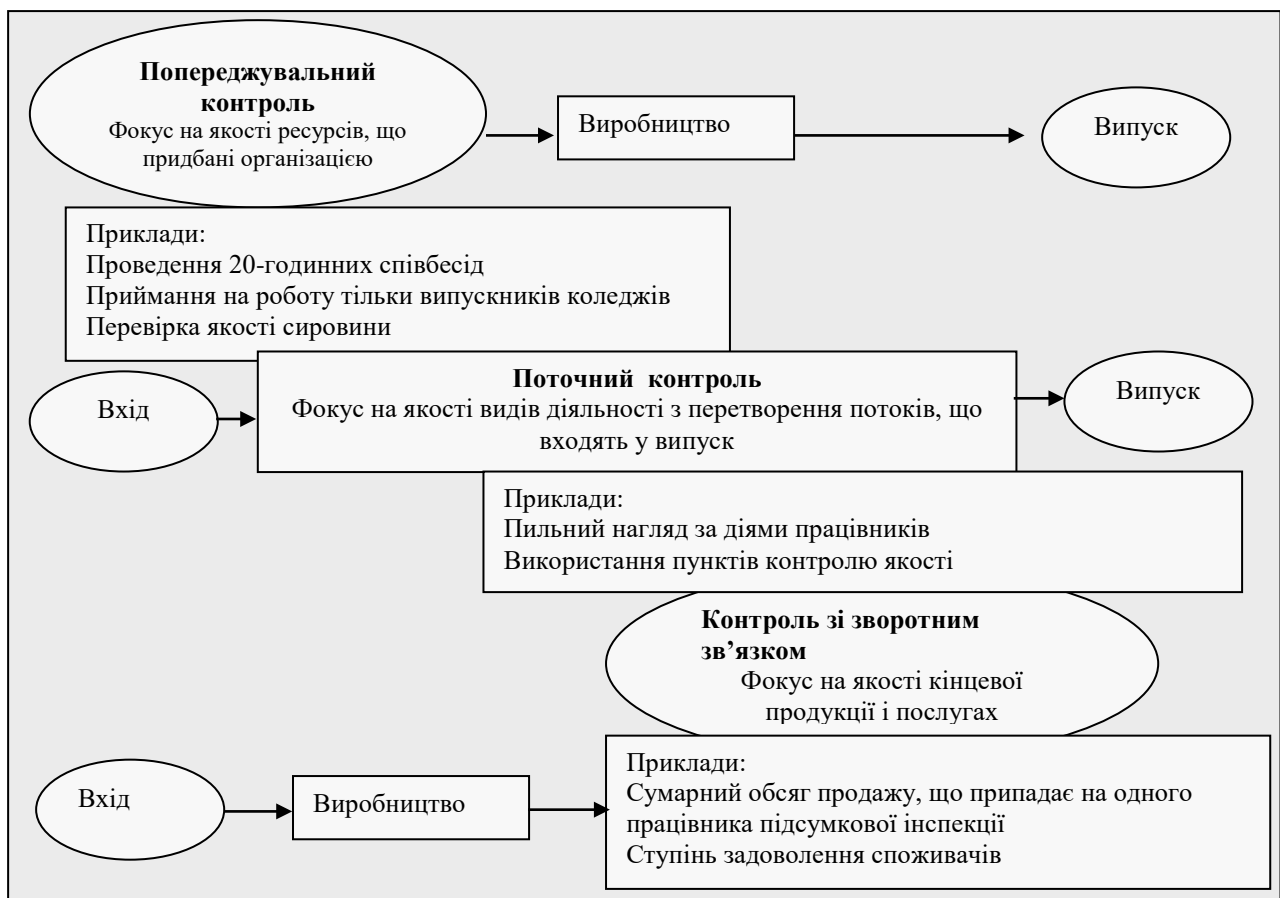 Попереджувальний
контроль
Фокус на якості ресурсів, що
придбані організацією
Виробництво
Випуск
Приклади:
Проведення 20-годинних співбесід
Приймання на роботу тільки випускників коледжів
Перевірка якості сировини
Вхід
Поточний контроль
Фокус на якості видів діяльності з перетворення потоків, що
входять у випуск
Випуск
Приклади:
Пильний нагляд за діями працівників
Використання пунктів контролю якості
Контроль зі зворотним
зв’язком
Фокус на якості кінцевої
продукції і послугах
Вхід
Виробництво
Приклади:
Сумарний обсяг продажу, що припадає на одного
працівника підсумкової інспекції
Ступінь задоволення споживачів